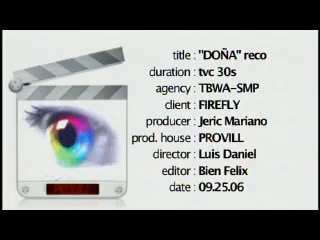 title : "DOÑA" reco
duration : tvc 30s
agency : TBWA-SMP
client : FIREFLY
producer : Jeric Mariano
prod. house : PROVILL
director : Luis Daniel
editor : Bien Felix
date : 09.25.06